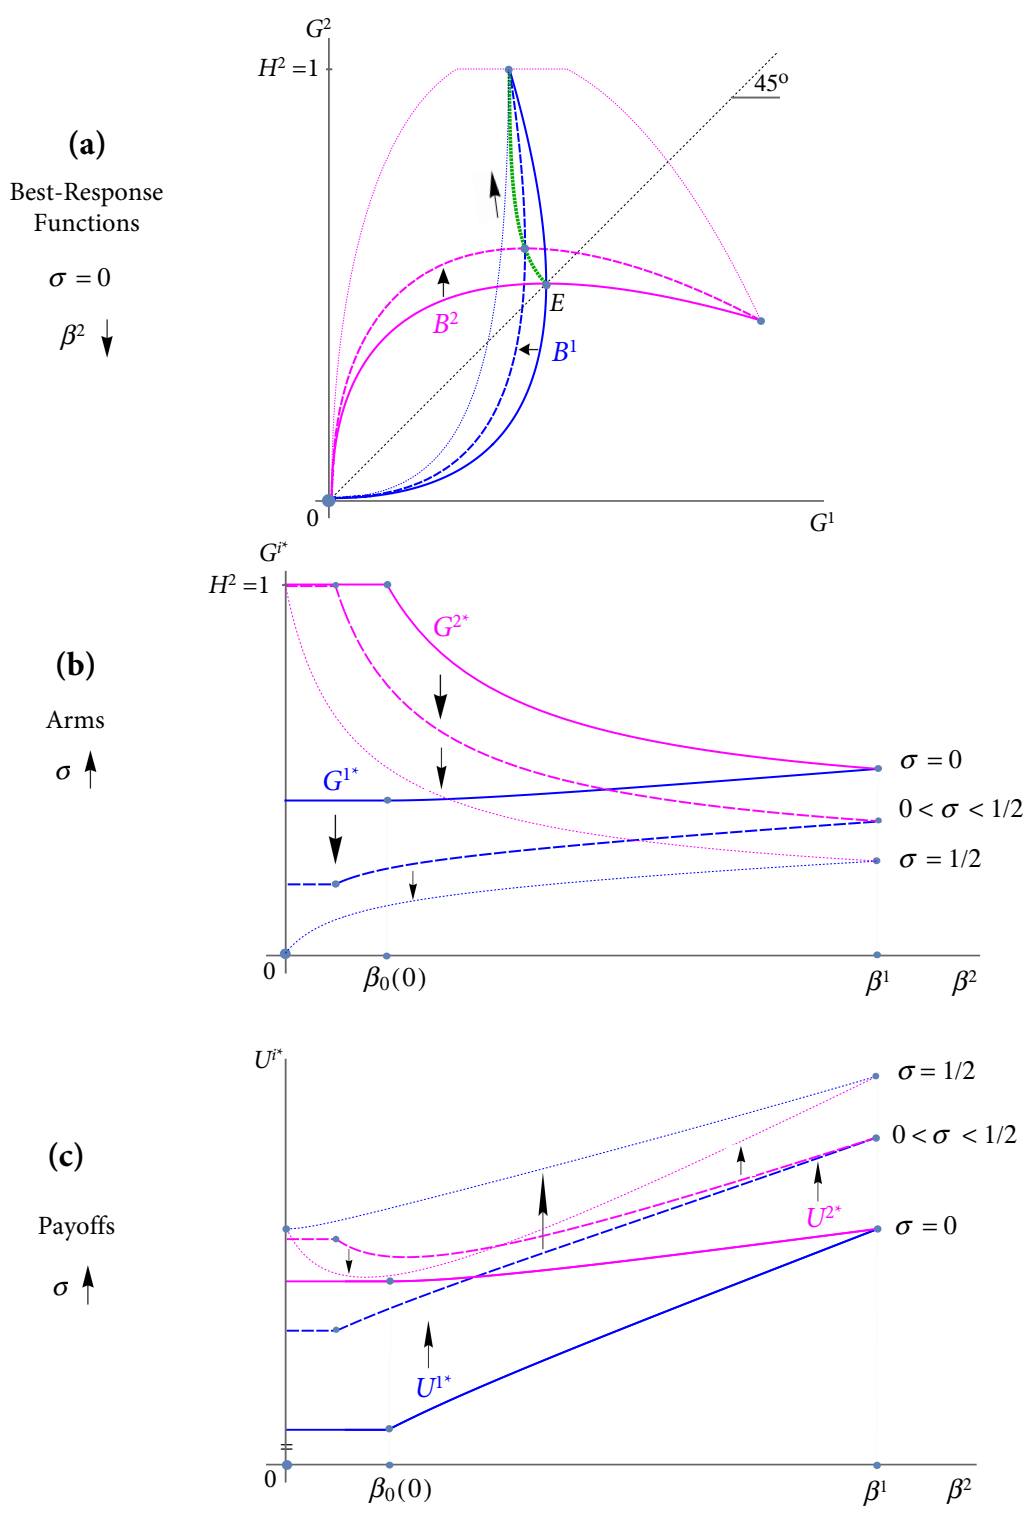 G²
H² =1
45º
(a)
Best-Response
Functions
σ = 0
β² 
E
B²
B¹
0
G¹
Gⁱ*
H² =1
G²*
(b)
Arms
σ
G¹*
σ = 0
0 < σ < 1/2
σ = 1/2
0
β₀(0)
β¹
β²
Uⁱ*
σ = 1/2
0 < σ < 1/2
(c)
Payoffs
σ
U²*
σ = 0
U¹*
=
0
β₀(0)
β¹
β²